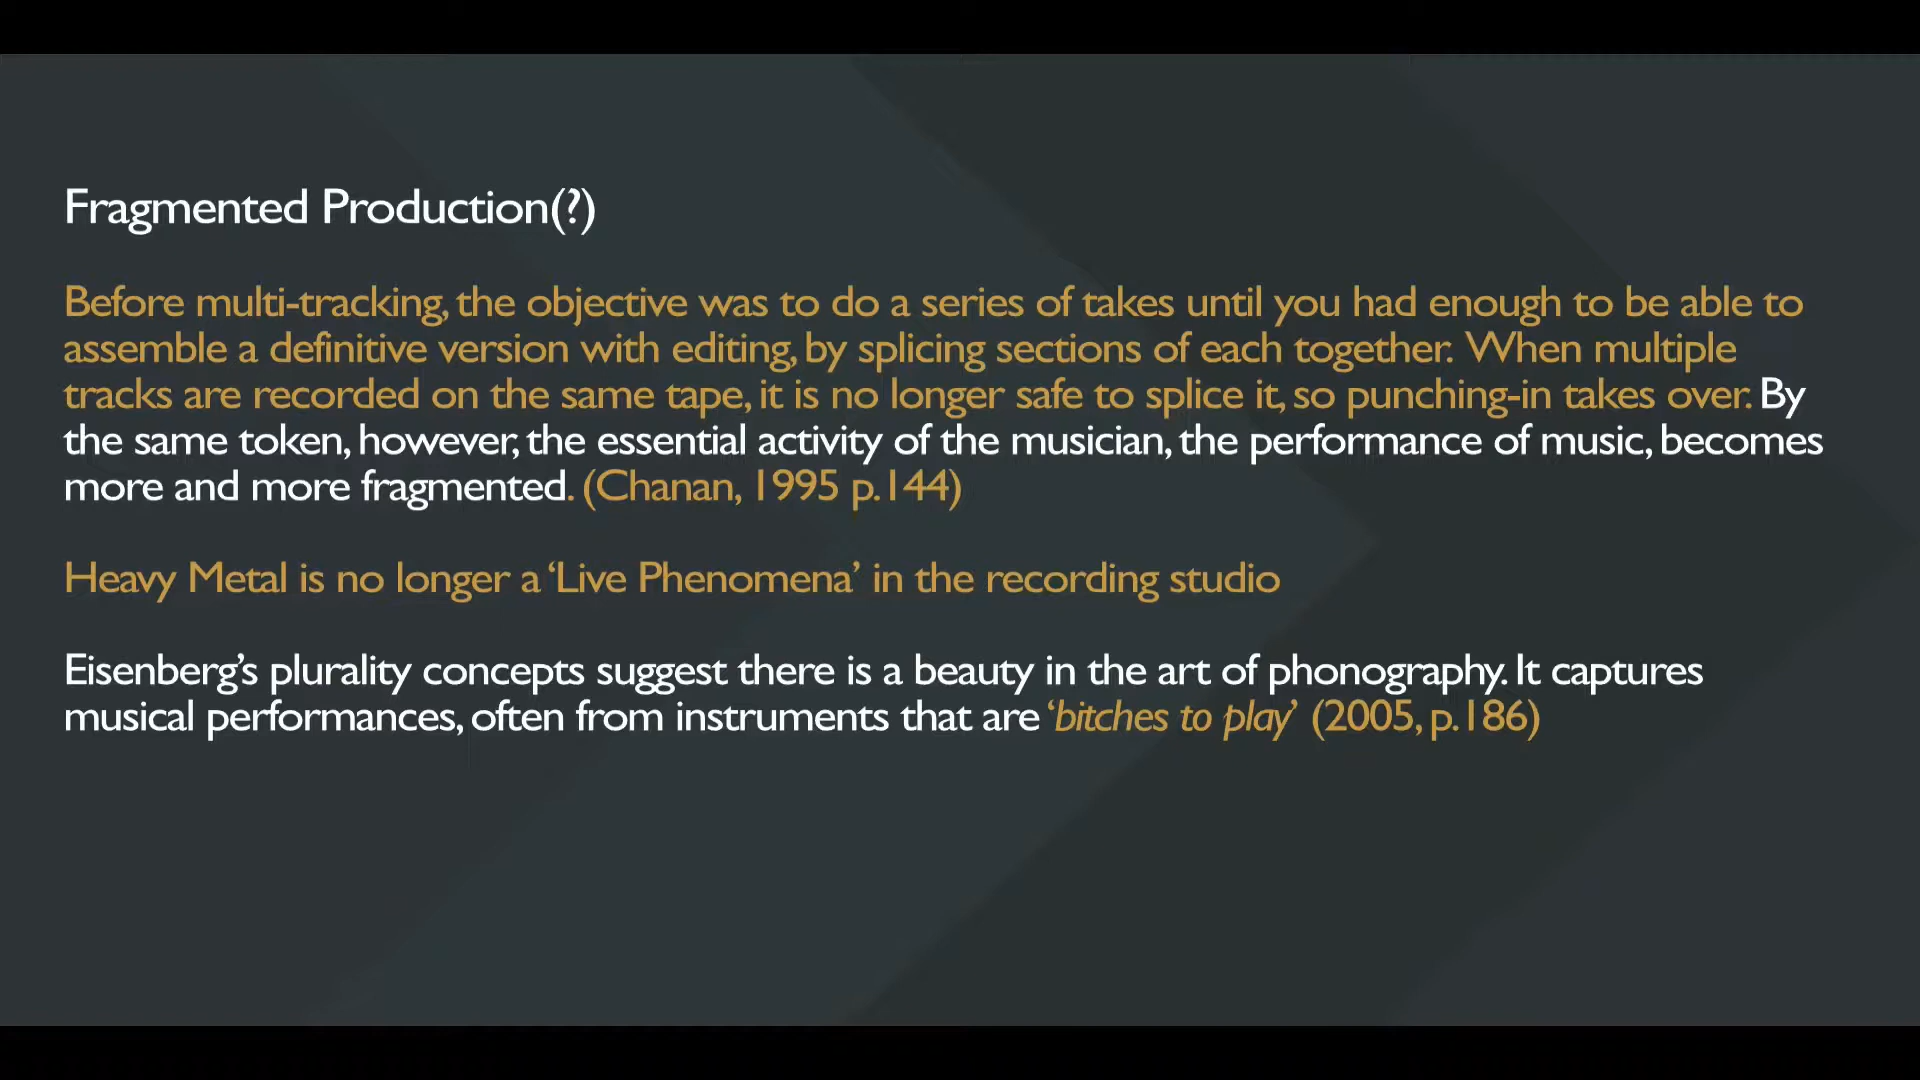 Fragmented Production(?)
Before multi-tracking, the objective was to do a series of takes until you had enough to be able to
assemble a definitive version with editing, by splicing sections of each together. When multiple
tracks are recorded on the same tape, it is no longer safe to splice it, so punching-in takes over. By
the same token, however, the essential activity of the musician, the performance of music, becomes
more and more fragmented. (Chanan, 1995 p.144)
Heavy Metal is no longer a ‘Live Phenomena’ in the recording studio
Eisenberg’s plurality concepts suggest there is a beauty in the art of phonography. It captures
musical performances, often from instruments that are ‘bitches to play’ (2005, p.186)